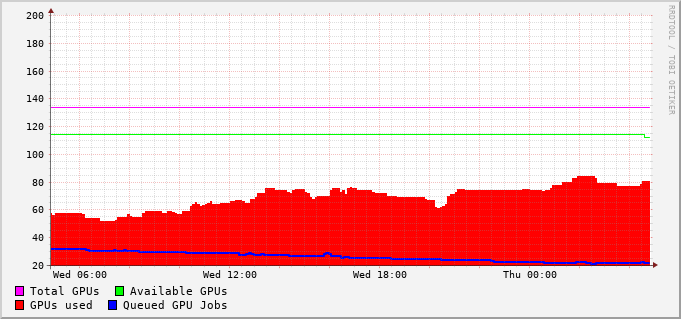 200
180
160
140
120
100
80
60
40
20
Wed 06:00 Wed 12:00 Wed 18:00 Thu 00:00
Total GPUs Available GPUs
GPUs used Queued GPU Jobs
RRDTOOL / TOBI OETIKER